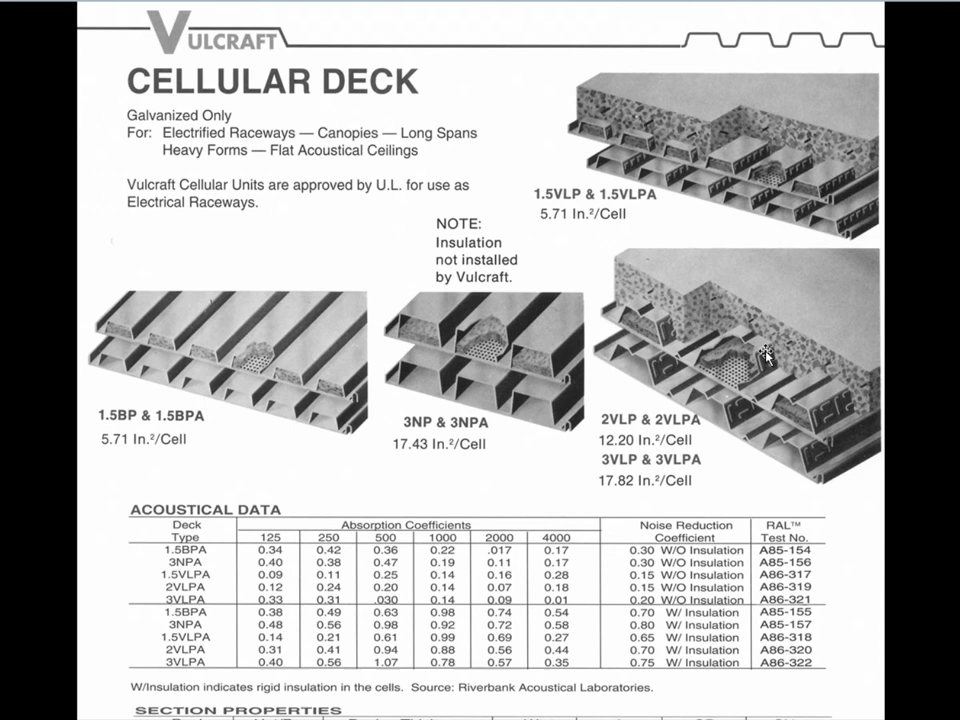 VULCRAFT
CELLULAR DECK
Galvanized Only
For: Electrified Raceways — Canopies — Long Spans
Heavy Forms — Flat Acoustical Ceilings
Vulcraft Cellular Units are approved by U.L. for use as
Electrical Raceways.
NOTE:
Insulation
not installed
by Vulcraft.
1.5VLP & 1.5VLPA
5.71 In.²/Cell
1.5BP & 1.5BPA
5.71 In.²/Cell
3NP & 3NPA
17.43 In.²/Cell
2VLP & 2VLPA
12.20 In.²/Cell
3VLP & 3VLPA
17.82 In.²/Cell
ACOUSTICAL DATA
Deck Type Absorption Coefficients Noise Reduction Coefficient RAL™ Test No.
125 250 500 1000 2000 4000
1.5BPA 0.34 0.42 0.36 0.22 .017 0.17 0.30 W/O Insulation A85-154
3NPA 0.40 0.38 0.47 0.19 0.11 0.17 0.30 W/O Insulation A85-156
1.5VLPA 0.09 0.11 0.25 0.14 0.16 0.28 0.15 W/O Insulation A86-317
2VLPA 0.12 0.24 0.20 0.14 0.07 0.18 0.15 W/O Insulation A86-319
3VLPA 0.33 0.31 .030 0.14 0.09 0.01 0.20 W/O Insulation A86-321
1.5BPA 0.38 0.49 0.63 0.98 0.74 0.54 0.70 W/ Insulation A85-155
3NPA 0.48 0.56 0.98 0.92 0.72 0.58 0.80 W/ Insulation A85-157
1.5VLPA 0.14 0.21 0.61 0.99 0.69 0.27 0.65 W/ Insulation A86-318
2VLPA 0.31 0.41 0.94 0.88 0.56 0.44 0.70 W/ Insulation A86-320
3VLPA 0.40 0.56 1.07 0.78 0.57 0.35 0.75 W/ Insulation A86-322
W/Insulation indicates rigid insulation in the cells. Source: Riverbank Acoustical Laboratories.
SECTION PROPERTIES